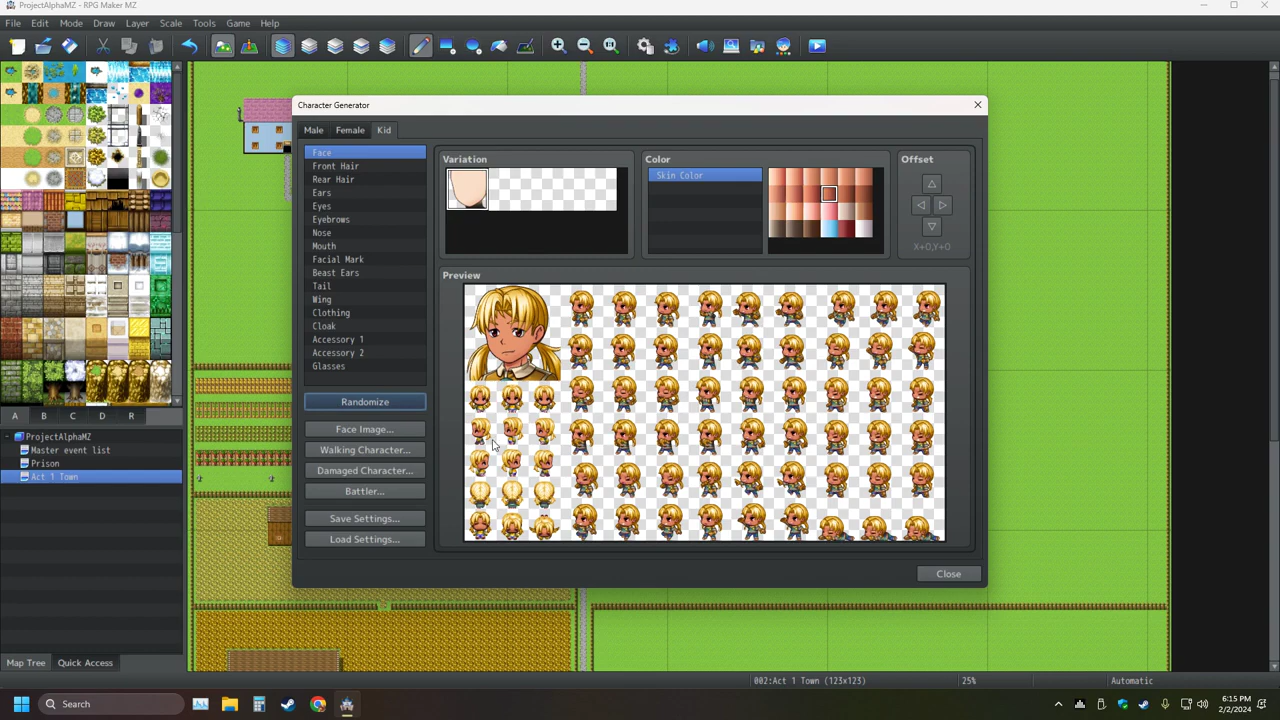 ProjectAlphaMZ - RPG Maker MZ
File Edit Mode Draw Layer Scale Tools Game Help
Character Generator
Male Female Kid
Face
Front Hair
Rear Hair
Ears
Eyes
Eyebrows
Nose
Mouth
Facial Mark
Beast Ears
Tail
Wing
Clothing
Cloak
Accessory 1
Accessory 2
Glasses
Randomize
Face Image...
Walking Character...
Damaged Character...
Battler...
Save Settings...
Load Settings...
Variation
Color
Skin Color
Offset
X+0,Y+0
Preview
Close
A B C D R
ProjectAlphaMZ
Master event list
Prison
Act 1 Town
Map Tree Quick Access
002:Act 1 Town (123x123) 25% Automatic
Search
6:15 PM
2/2/2024